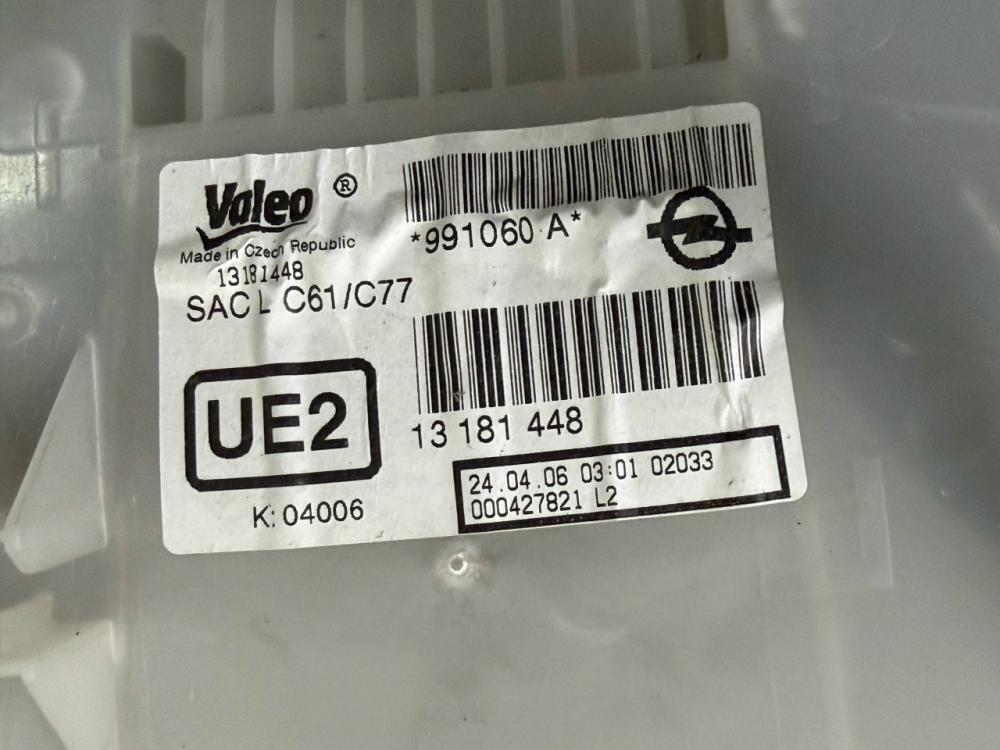 Valeo ®
Made in Czech Republic
13181448
SAC L C61/C77
*991060 A*
UE2
13 181 448
K: 04006
24.04.06 03:01 02033
000427821 L2